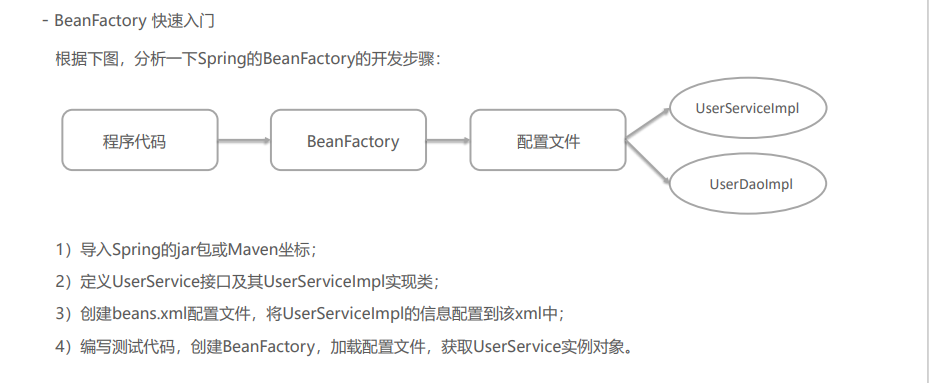 - BeanFactory 快速入门
根据下图，分析一下Spring的BeanFactory的开发步骤：
程序代码
BeanFactory
配置文件
UserServiceImpl
UserDaoImpl
1）导入Spring的jar包或Maven坐标；
2）定义UserService接口及其UserServiceImpl实现类；
3）创建beans.xml配置文件，将UserServiceImpl的信息配置到该xml中；
4）编写测试代码，创建BeanFactory，加载配置文件，获取UserService实例对象。